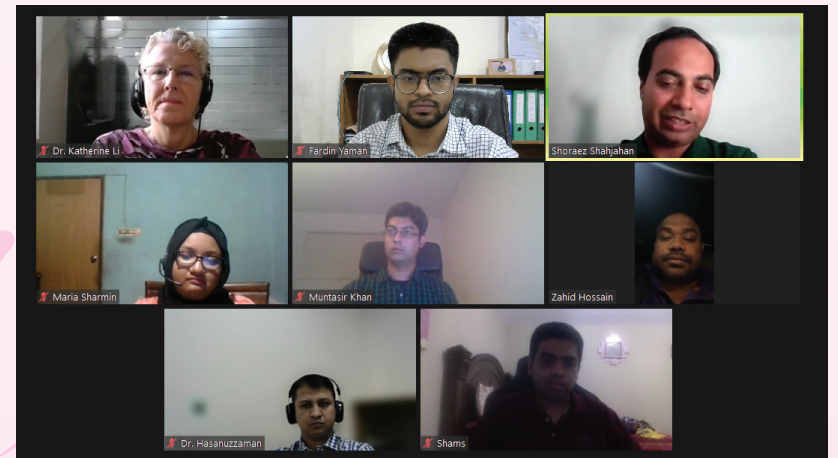 Dr. Katherine Li
Fardin Yaman
Shoraez Shahjahan
Maria Sharmin
Muntasir Khan
Zahid Hossain
Dr. Hasanuzzaman
Shams